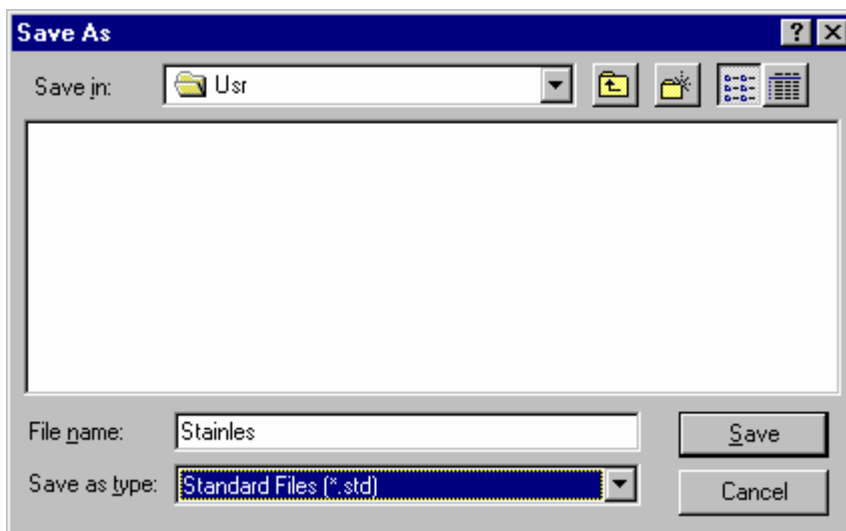 Save As
Save in: Usr
File name: Stainles Save
Save as type: Standard Files (*.std) Cancel